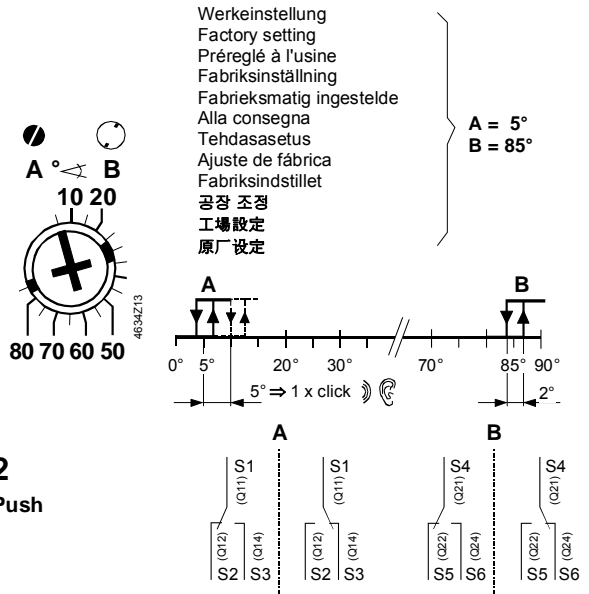 Werkeinstellung
Factory setting
Préreglé à l'usine
Fabriksinställning
Fabrieksmatig ingestelde
Alla consegna
Tehdasasetus
Ajuste de fábrica
Fabriksindstillet
공장 조정
工場設定
原厂设定
A = 5°
B = 85°
A ° B
10 20
80 70 60 50
4634Z13
A B
0° 5° 20° 30° 70° 85° 90°
5° ⇒ 1 x click 2°
A B
2
Push
S1 S1 S4 S4
(Q11) (Q11) (Q21) (Q21)
(Q12) (Q14) (Q12) (Q14) (Q22) (Q24) (Q22) (Q24)
S2 S3 S2 S3 S5 S6 S5 S6